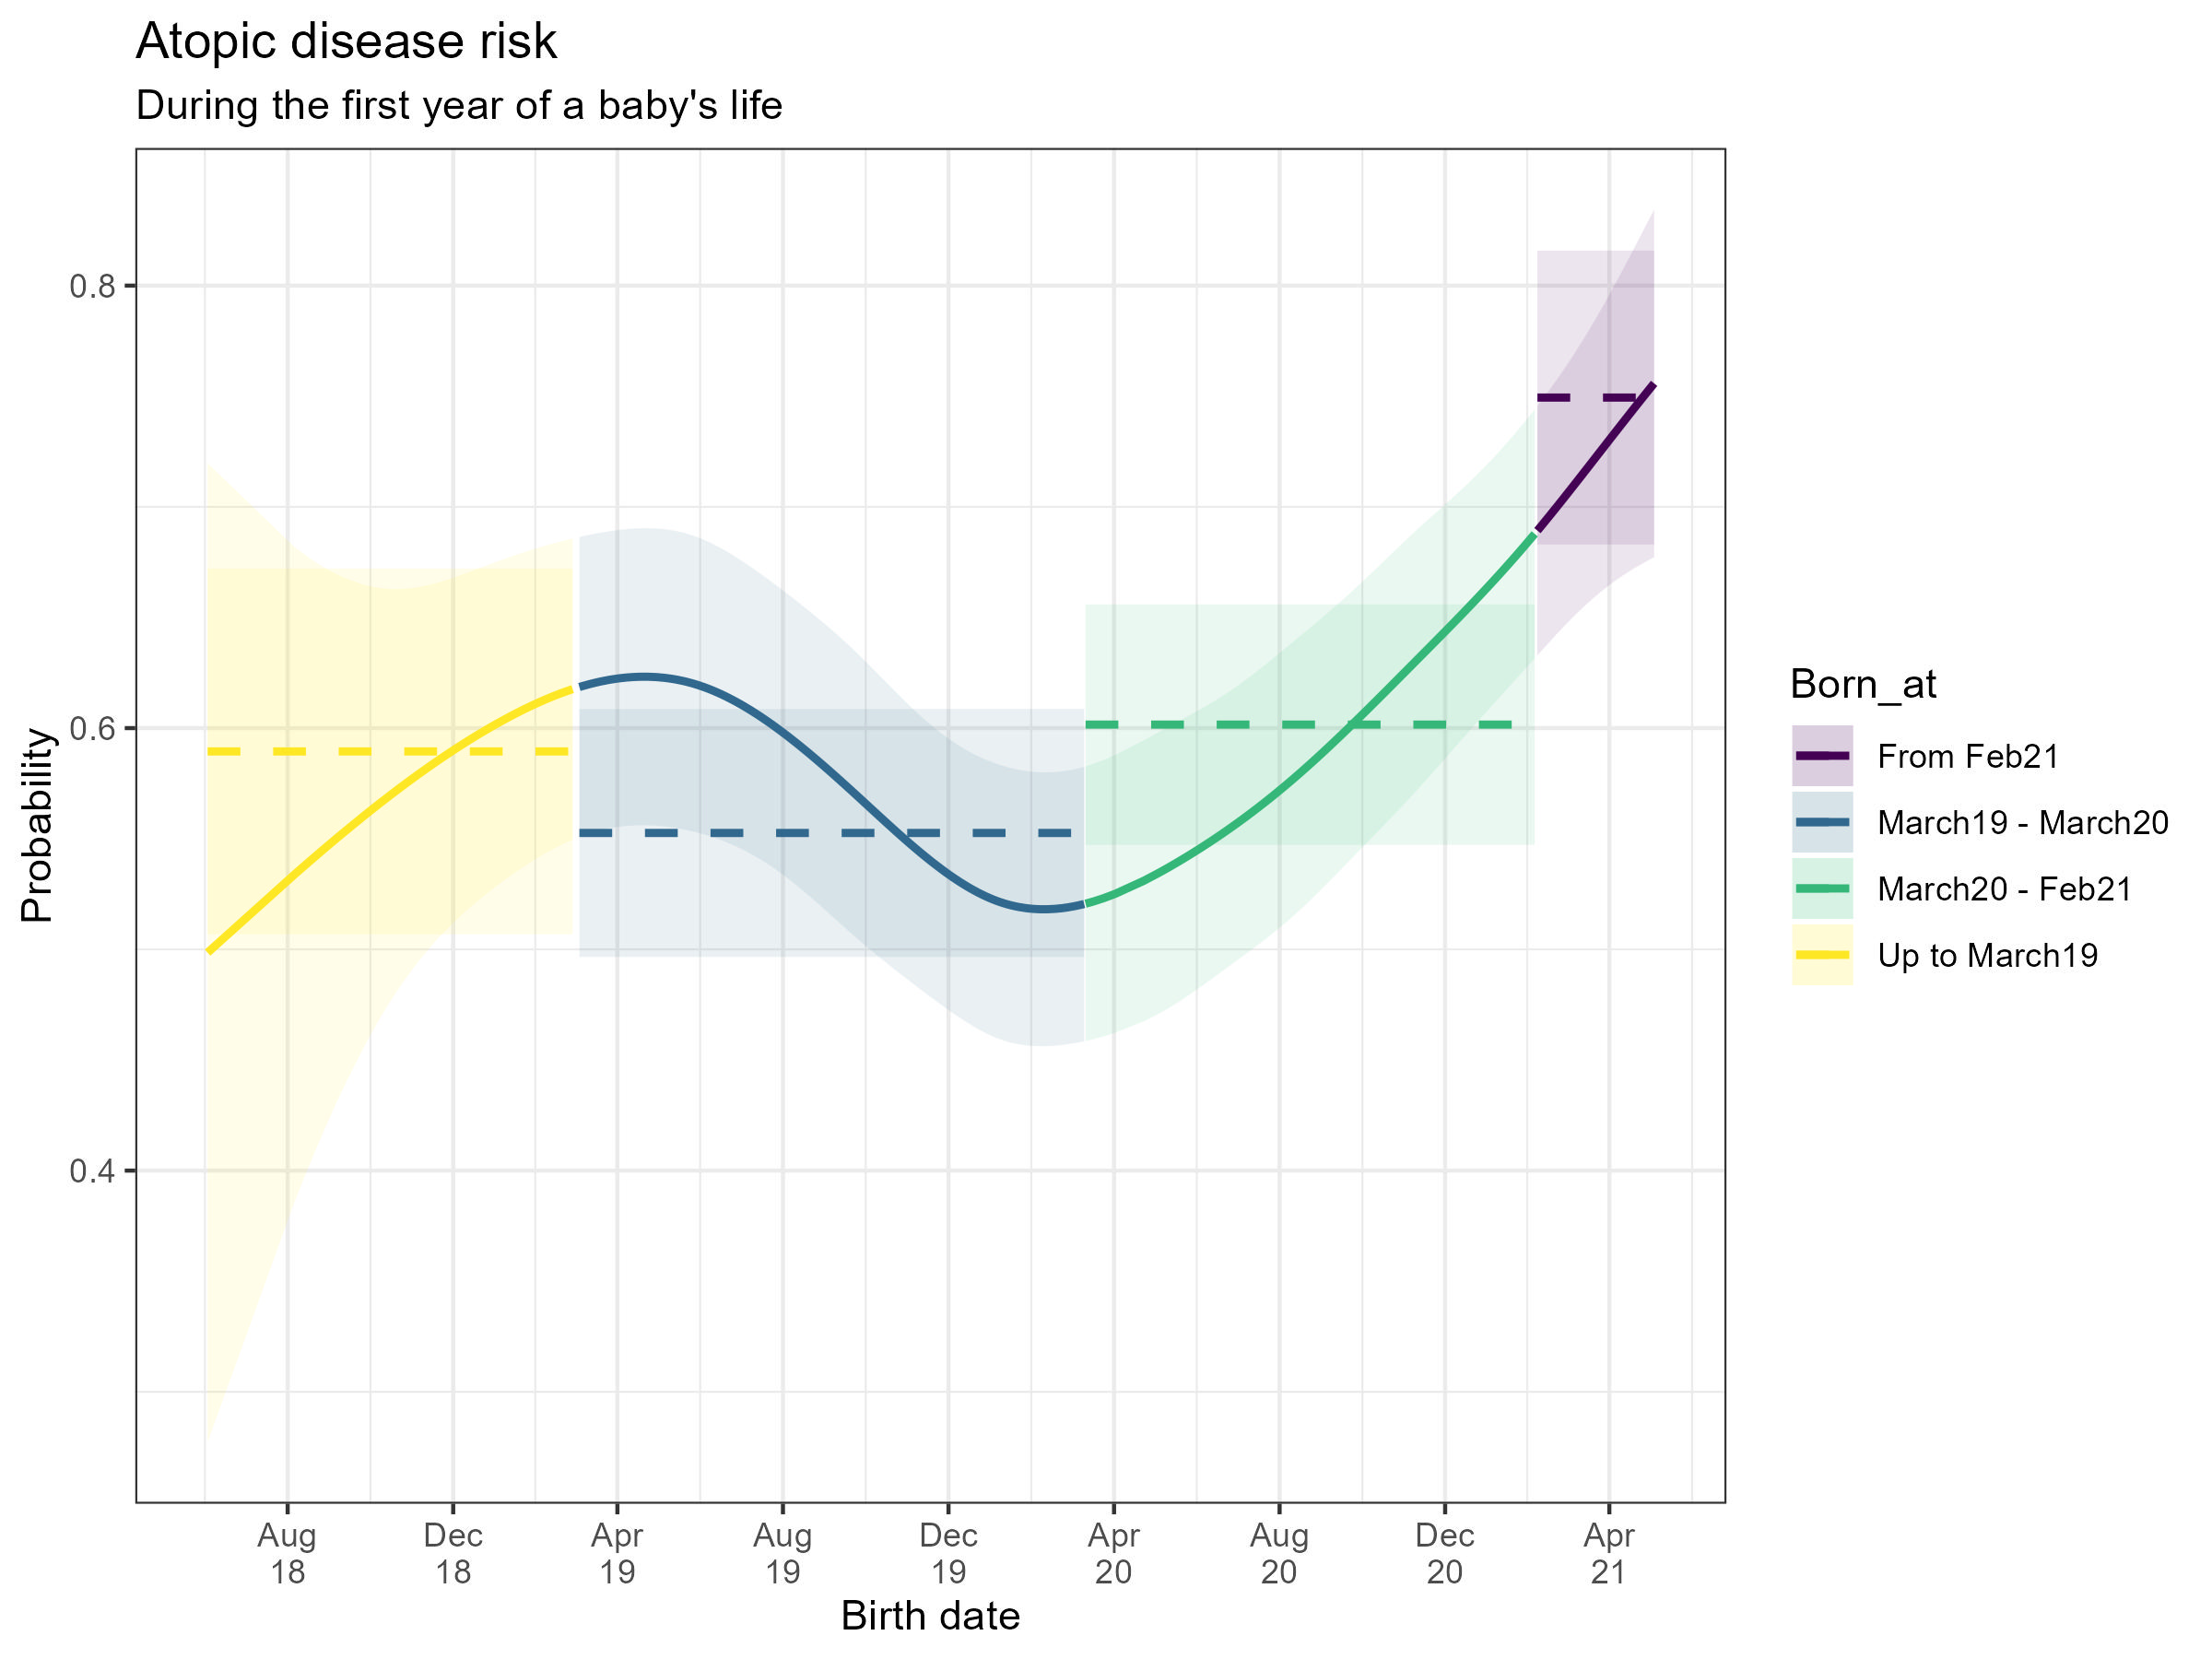 Atopic disease risk
During the first year of a baby's life
Probability
0.8
0.6
0.4
Aug
18
Dec
18
Apr
19
Aug
19
Dec
19
Apr
20
Aug
20
Dec
20
Apr
21
Birth date
Born_at
From Feb21
March19 - March20
March20 - Feb21
Up to March19